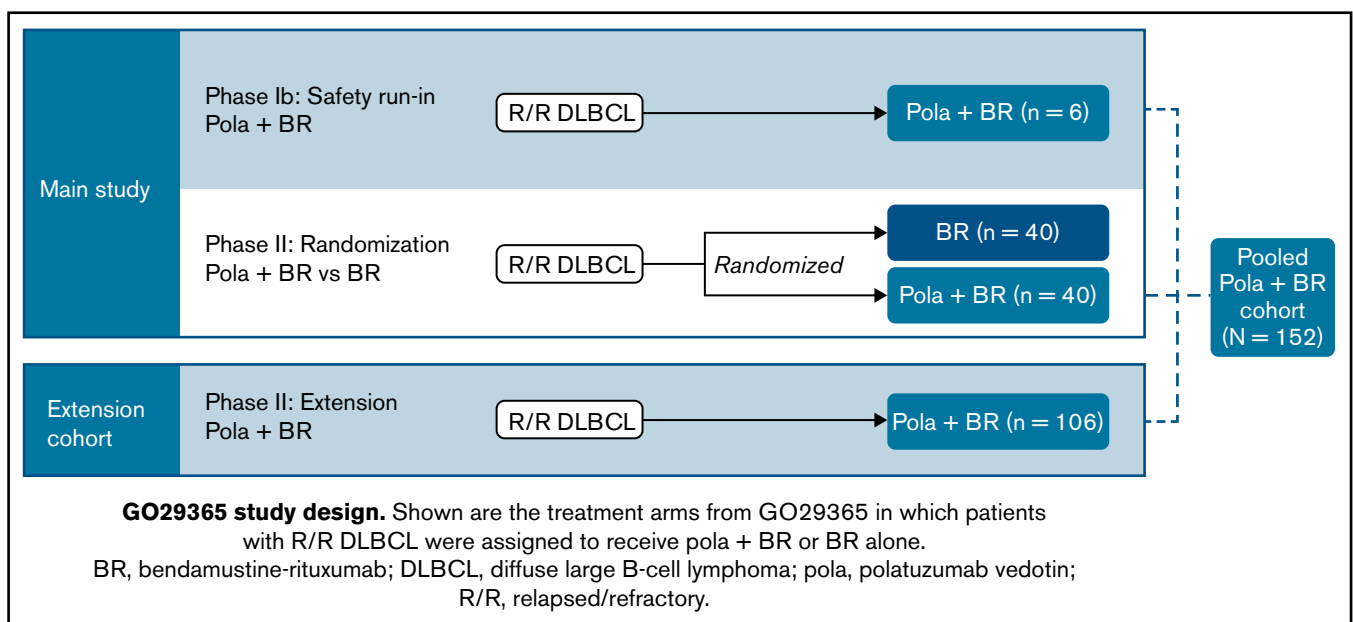 Main study
Phase Ib: Safety run-in
Pola + BR
R/R DLBCL
Pola + BR (n = 6)
Phase II: Randomization
Pola + BR vs BR
R/R DLBCL
Randomized
BR (n = 40)
Pola + BR (n = 40)
Pooled
Pola + BR
cohort
(N = 152)
Extension
cohort
Phase II: Extension
Pola + BR
R/R DLBCL
Pola + BR (n = 106)
GO29365 study design. Shown are the treatment arms from GO29365 in which patients
with R/R DLBCL were assigned to receive pola + BR or BR alone.
BR, bendamustine-rituxumab; DLBCL, diffuse large B-cell lymphoma; pola, polatuzumab vedotin;
R/R, relapsed/refractory.